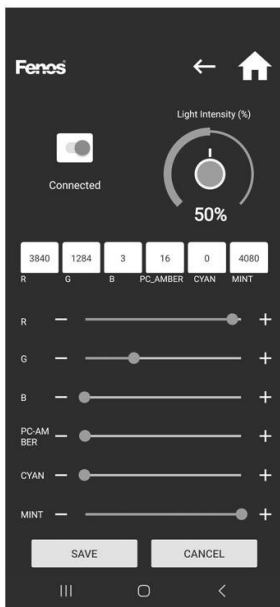 Fenos
Light Intensity (%)
Connected
50%
3840 1284 3 16 0 4080
R G B PC_AMBER CYAN MINT
R − +
G − +
B − +
PC-AM
BER − +
CYAN − +
MINT − +
SAVE CANCEL